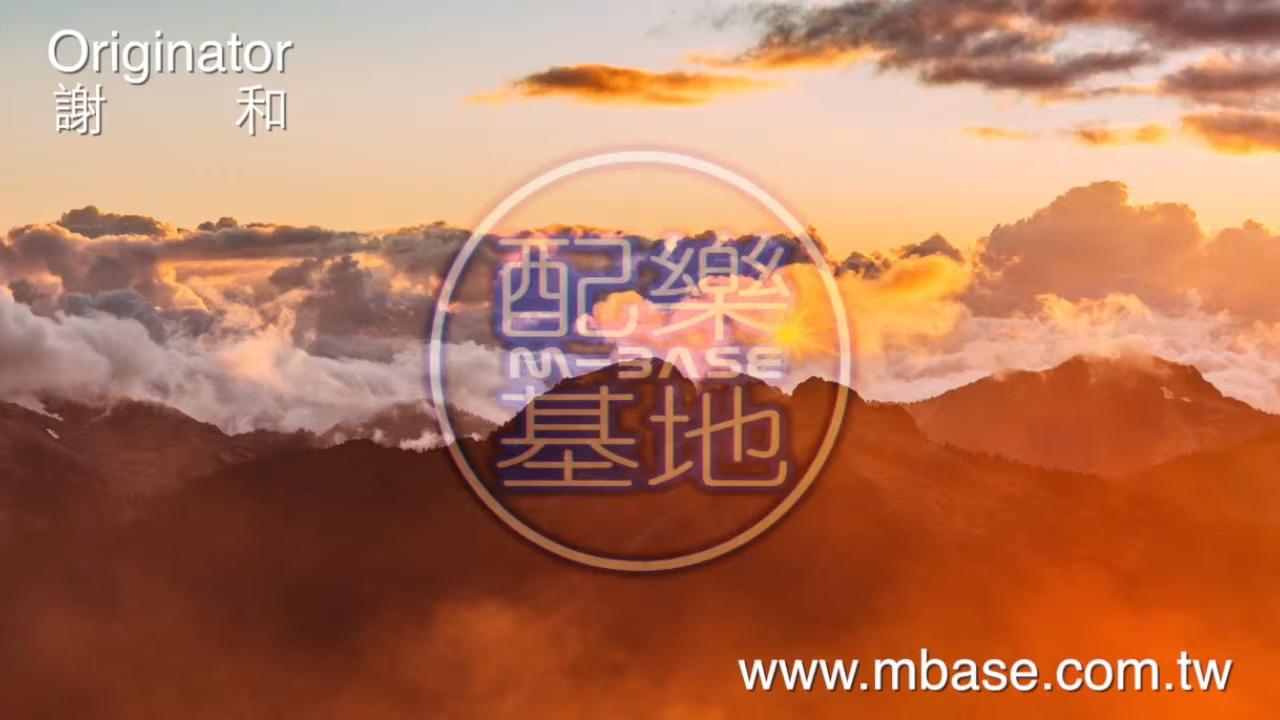 Originator
謝 和
配樂
M-BASE
基地
www.mbase.com.tw